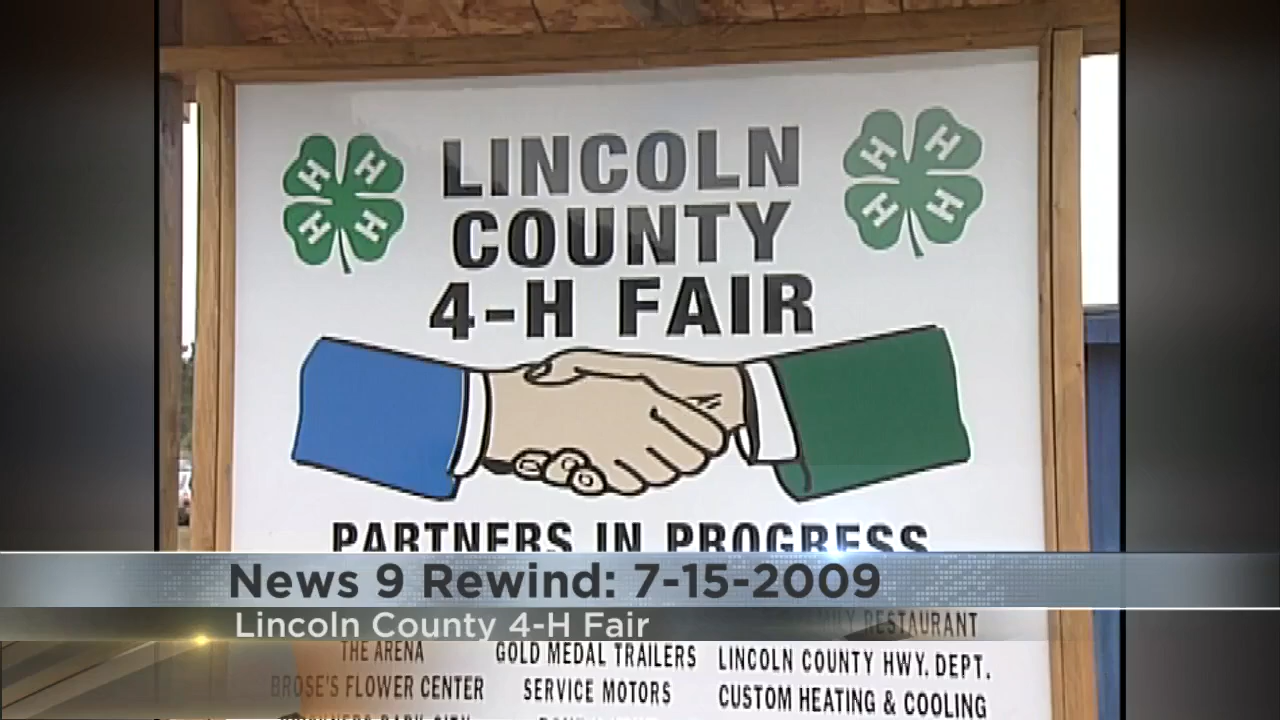 H H H H
H H H H
LINCOLN
COUNTY
4-H FAIR
PARTNERS IN PROGRESS
News 9 Rewind: 7-15-2009
Lincoln County 4-H Fair
RESTAURANT
THE ARENA
GOLD MEDAL TRAILERS
LINCOLN COUNTY HWY. DEPT.
BROSE'S FLOWER CENTER
SERVICE MOTORS
CUSTOM HEATING & COOLING